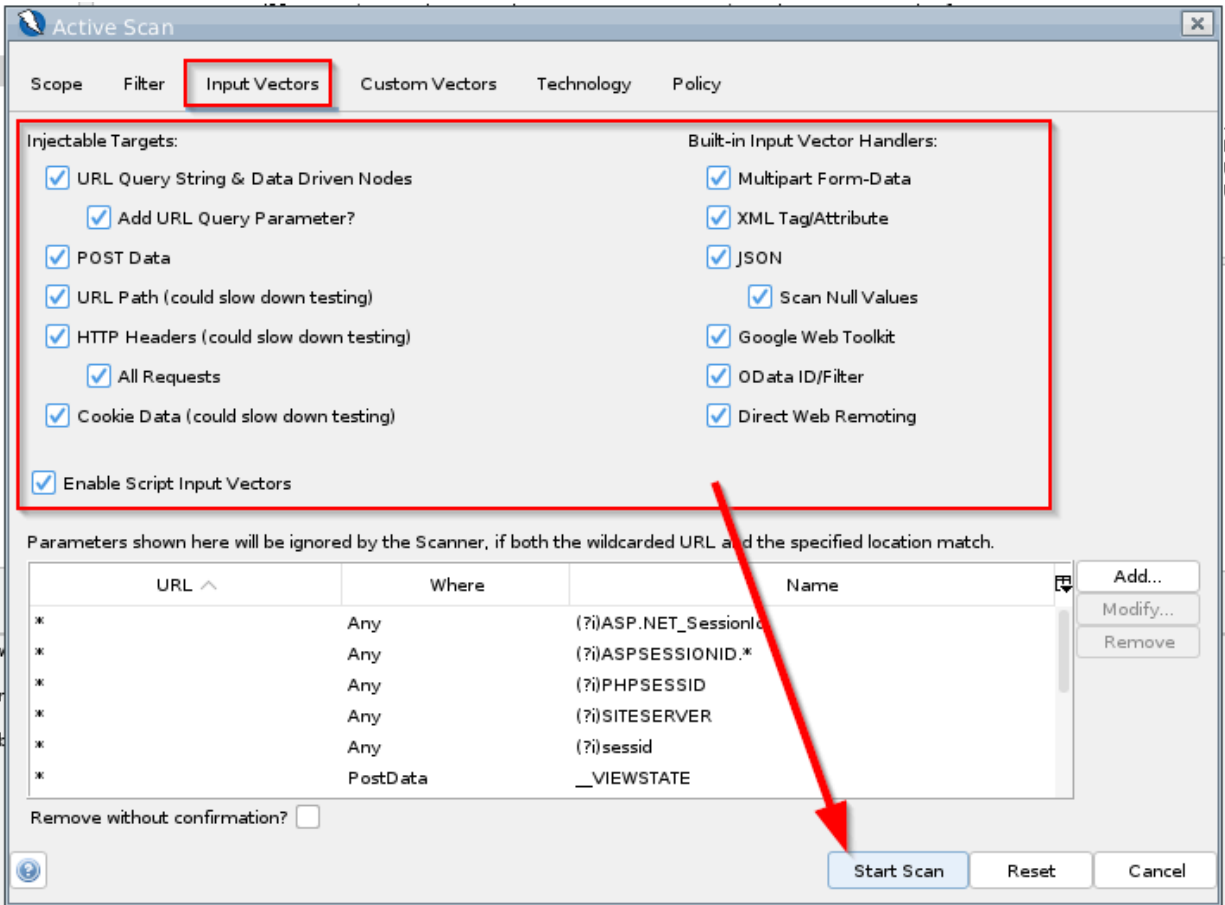 Active Scan
Scope Filter Input Vectors Custom Vectors Technology Policy
Injectable Targets:
URL Query String & Data Driven Nodes
Add URL Query Parameter?
POST Data
URL Path (could slow down testing)
HTTP Headers (could slow down testing)
All Requests
Cookie Data (could slow down testing)
Enable Script Input Vectors
Built-in Input Vector Handlers:
Multipart Form-Data
XML Tag/Attribute
JSON
Scan Null Values
Google Web Toolkit
OData ID/Filter
Direct Web Remoting
Parameters shown here will be ignored by the Scanner, if both the wildcarded URL and the specified location match.
URL Where Name
* Any (?i)ASP.NET_SessionId
* Any (?i)ASPSESSIONID.*
* Any (?i)PHPSESSID
* Any (?i)SITESERVER
* Any (?i)sessid
* PostData __VIEWSTATE
Add...
Modify...
Remove
Remove without confirmation?
Start Scan Reset Cancel